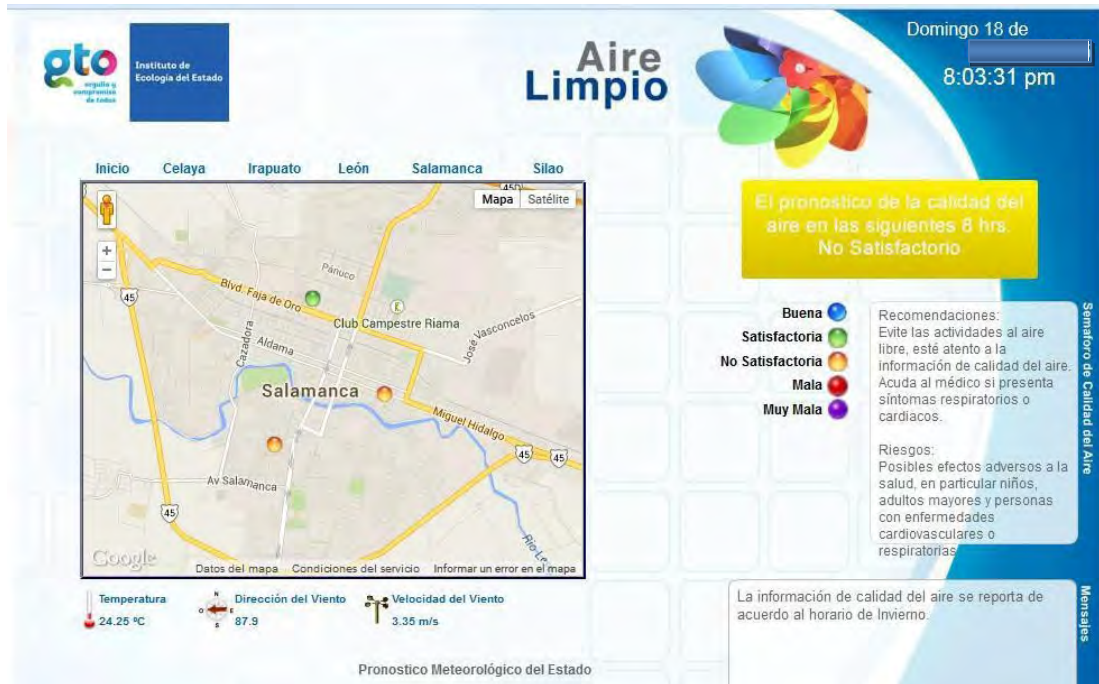 gto
orgullo y
compromiso
de todos
Instituto de
Ecología del Estado
Aire
Limpio
Domingo 18 de
8:03:31 pm
Inicio Celaya Irapuato León Salamanca Silao
450
Mapa Satélite
+
−
45
Pánuco
Blvd. Faja de Oro
E
Club Campestre Riama
José Vasconcelos
Cazadora
Aldama
Salamanca
Miguel Hidalgo
45
45
Av Salamanca
45
Google
Datos del mapa Condiciones del servicio Informar un error en el mapa
El pronostico de la calidad del
aire en las siguientes 8 hrs.
No Satisfactorio
Buena
Satisfactoria
No Satisfactoria
Mala
Muy Mala
Recomendaciones:
Evite las actividades al aire
libre, esté atento a la
información de calidad del aire.
Acuda al médico si presenta
síntomas respiratorios o
cardiacos.
Riesgos:
Posibles efectos adversos a la
salud, en particular niños,
adultos mayores y personas
con enfermedades
cardiovasculares o
respiratorias
Semaforo de Calidad del Aire
Temperatura
24.25 ºC
N
O E
S
Dirección del Viento
87.9
Velocidad del Viento
3.35 m/s
La información de calidad del aire se reporta de
acuerdo al horario de Invierno.
Mensajes
Pronostico Meteorológico del Estado